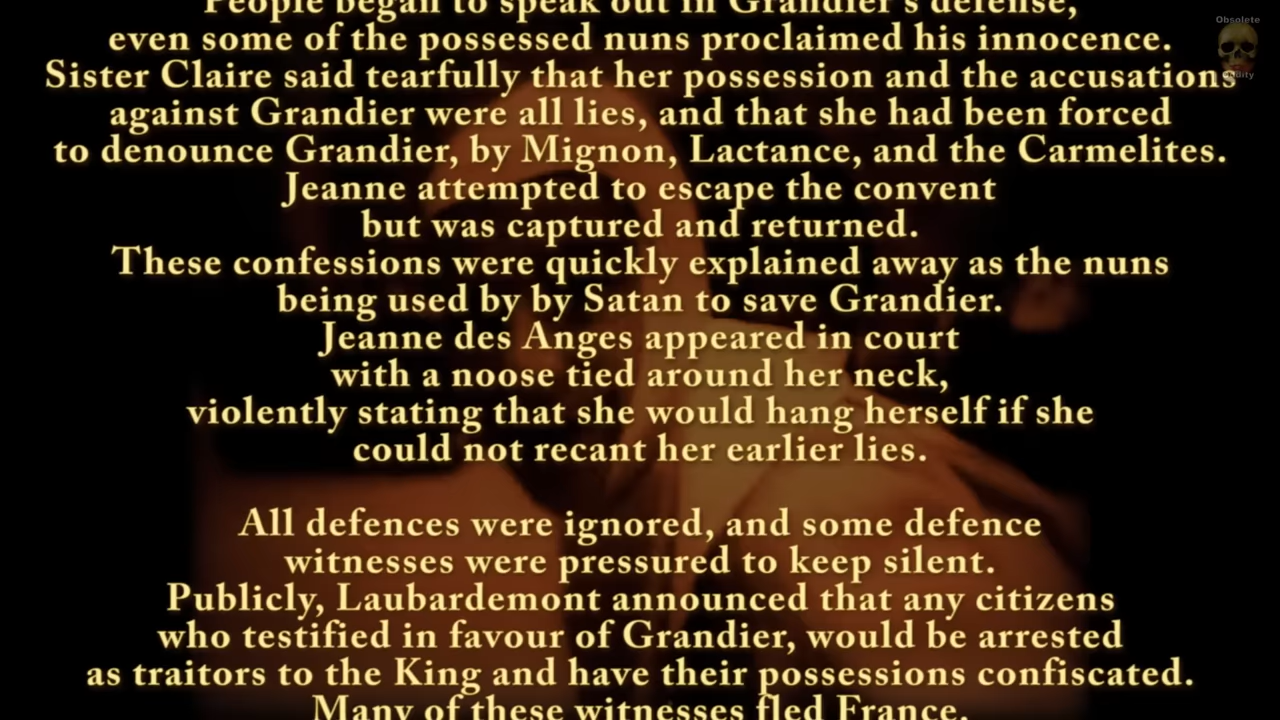 People began to speak out in Grandier's defense,
even some of the possessed nuns proclaimed his innocence.
Sister Claire said tearfully that her possession and the accusations
against Grandier were all lies, and that she had been forced
to denounce Grandier, by Mignon, Lactance, and the Carmelites.
Jeanne attempted to escape the convent
but was captured and returned.
These confessions were quickly explained away as the nuns
being used by by Satan to save Grandier.
Jeanne des Anges appeared in court
with a noose tied around her neck,
violently stating that she would hang herself if she
could not recant her earlier lies.
All defences were ignored, and some defence
witnesses were pressured to keep silent.
Publicly, Laubardemont announced that any citizens
who testified in favour of Grandier, would be arrested
as traitors to the King and have their possessions confiscated.
Many of these witnesses fled France.
Obsolete
Oddity